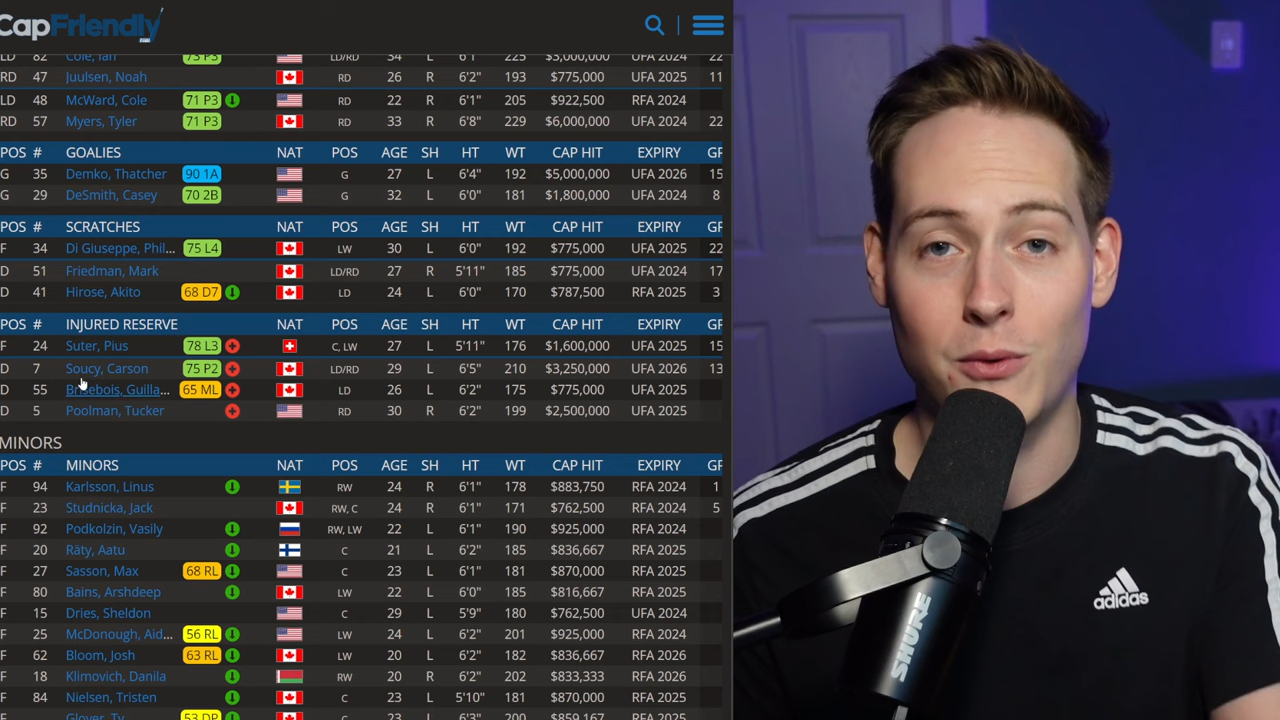 CapFriendly
LD 82 Cole, Ian 73 P3 LD/RD 34 L 6'1" 225 $3,000,000 UFA 2024 22
RD 47 Juulsen, Noah RD 26 R 6'2" 193 $775,000 UFA 2025 11
LD 48 McWard, Cole 71 P3 RD 22 R 6'1" 205 $922,500 RFA 2024
RD 57 Myers, Tyler 71 P3 RD 33 R 6'8" 229 $6,000,000 UFA 2024 22
POS # GOALIES NAT POS AGE SH HT WT CAP HIT EXPIRY GP
G 35 Demko, Thatcher 90 1A G 27 L 6'4" 192 $5,000,000 UFA 2026 15
G 29 DeSmith, Casey 70 2B G 32 L 6'0" 181 $1,800,000 UFA 2024 8
POS # SCRATCHES NAT POS AGE SH HT WT CAP HIT EXPIRY GP
F 34 Di Giuseppe, Phil... 75 L4 LW 30 L 6'0" 192 $775,000 UFA 2025 22
D 51 Friedman, Mark LD/RD 27 R 5'11" 185 $775,000 UFA 2024 17
D 41 Hirose, Akito 68 D7 LD 24 L 6'0" 170 $787,500 RFA 2025 3
POS # INJURED RESERVE NAT POS AGE SH HT WT CAP HIT EXPIRY GP
F 24 Suter, Pius 78 L3 C, LW 27 L 5'11" 176 $1,600,000 UFA 2025 15
D 7 Soucy, Carson 75 P2 LD/RD 29 L 6'5" 210 $3,250,000 UFA 2026 13
D 55 Brisebois, Guilla... 65 ML LD 26 L 6'2" 175 $775,000 UFA 2025
D 5 Poolman, Tucker RD 30 R 6'2" 199 $2,500,000 UFA 2025
MINORS
POS # MINORS NAT POS AGE SH HT WT CAP HIT EXPIRY GP
F 94 Karlsson, Linus RW 24 R 6'1" 178 $883,750 RFA 2024 1
F 23 Studnicka, Jack RW, C 24 R 6'1" 171 $762,500 RFA 2024 5
F 92 Podkolzin, Vasily RW, LW 22 L 6'1" 190 $925,000 RFA 2024
F 20 Räty, Aatu C 21 L 6'2" 185 $836,667 RFA 2025
F 27 Sasson, Max 68 RL C 23 L 6'1" 181 $870,000 RFA 2025
F 80 Bains, Arshdeep LW 22 L 6'0" 185 $816,667 RFA 2025
F 15 Dries, Sheldon C 29 L 5'9" 180 $762,500 UFA 2024
F 25 McDonough, Aid... 56 RL LW 24 L 6'2" 201 $925,000 RFA 2024
F 62 Bloom, Josh 63 RL LW 20 L 6'2" 182 $836,667 RFA 2026
F 18 Klimovich, Danila RW 20 R 6'2" 202 $833,333 RFA 2026
F 84 Nielsen, Tristen C 23 L 5'10" 181 $870,000 RFA 2025
F Glover, Ty 53 DP C 23 L 6'3" 200 $859,167 RFA 2025
SHURE
adidas